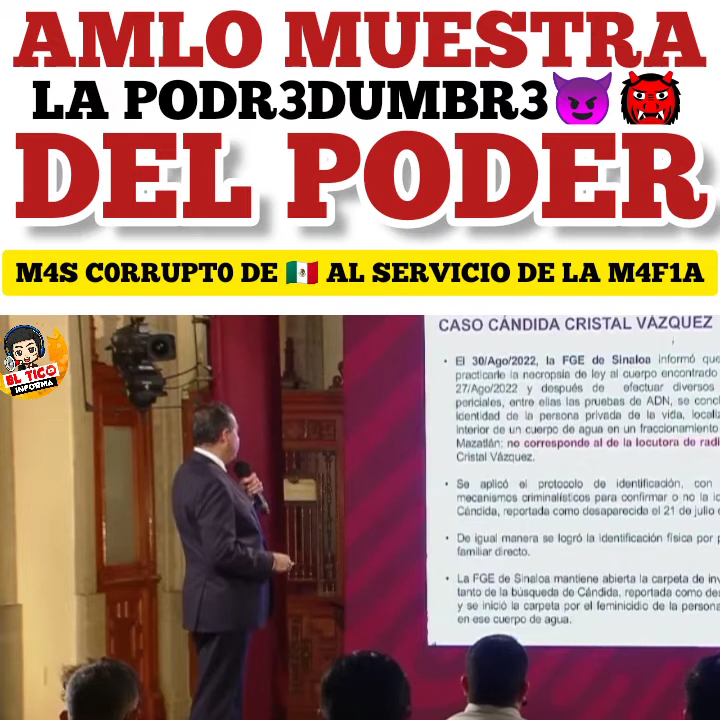 AMLO MUESTRA
LA PODR3DUMBR3
DEL PODER
M4S C0RRUPT0 DE AL SERVICIO DE LA M4F1A
EL TICO
INFORMA
CASO CÁNDIDA CRISTAL VÁZQUEZ
• El 30/Ago/2022, la FGE de Sinaloa informó que
practicarle la necropsia de ley al cuerpo encontrado
27/Ago/2022 y después de efectuar diversos
periciales, entre ellas las pruebas de ADN, se conc
identidad de la persona privada de la vida, localiz
interior de un cuerpo de agua en un fraccionamiento
Mazatlán; no corresponde al de la locutora de radi
Cristal Vázquez.
• Se aplicó el protocolo de identificación, con
mecanismos criminalísticos para confirmar o no la id
Cándida, reportada como desaparecida el 21 de julio
• De igual manera se logró la identificación física por p
familiar directo.
• La FGE de Sinaloa mantiene abierta la carpeta de inv
tanto de la búsqueda de Cándida, reportada como des
y se inició la carpeta por el feminicidio de la persona
en ese cuerpo de agua.